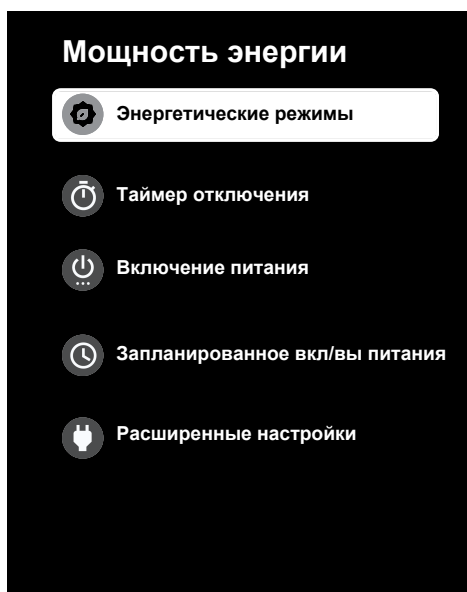 Мощность энергии
Энергетические режимы
Таймер отключения
Включение питания
Запланированное вкл/вы питания
Расширенные настройки